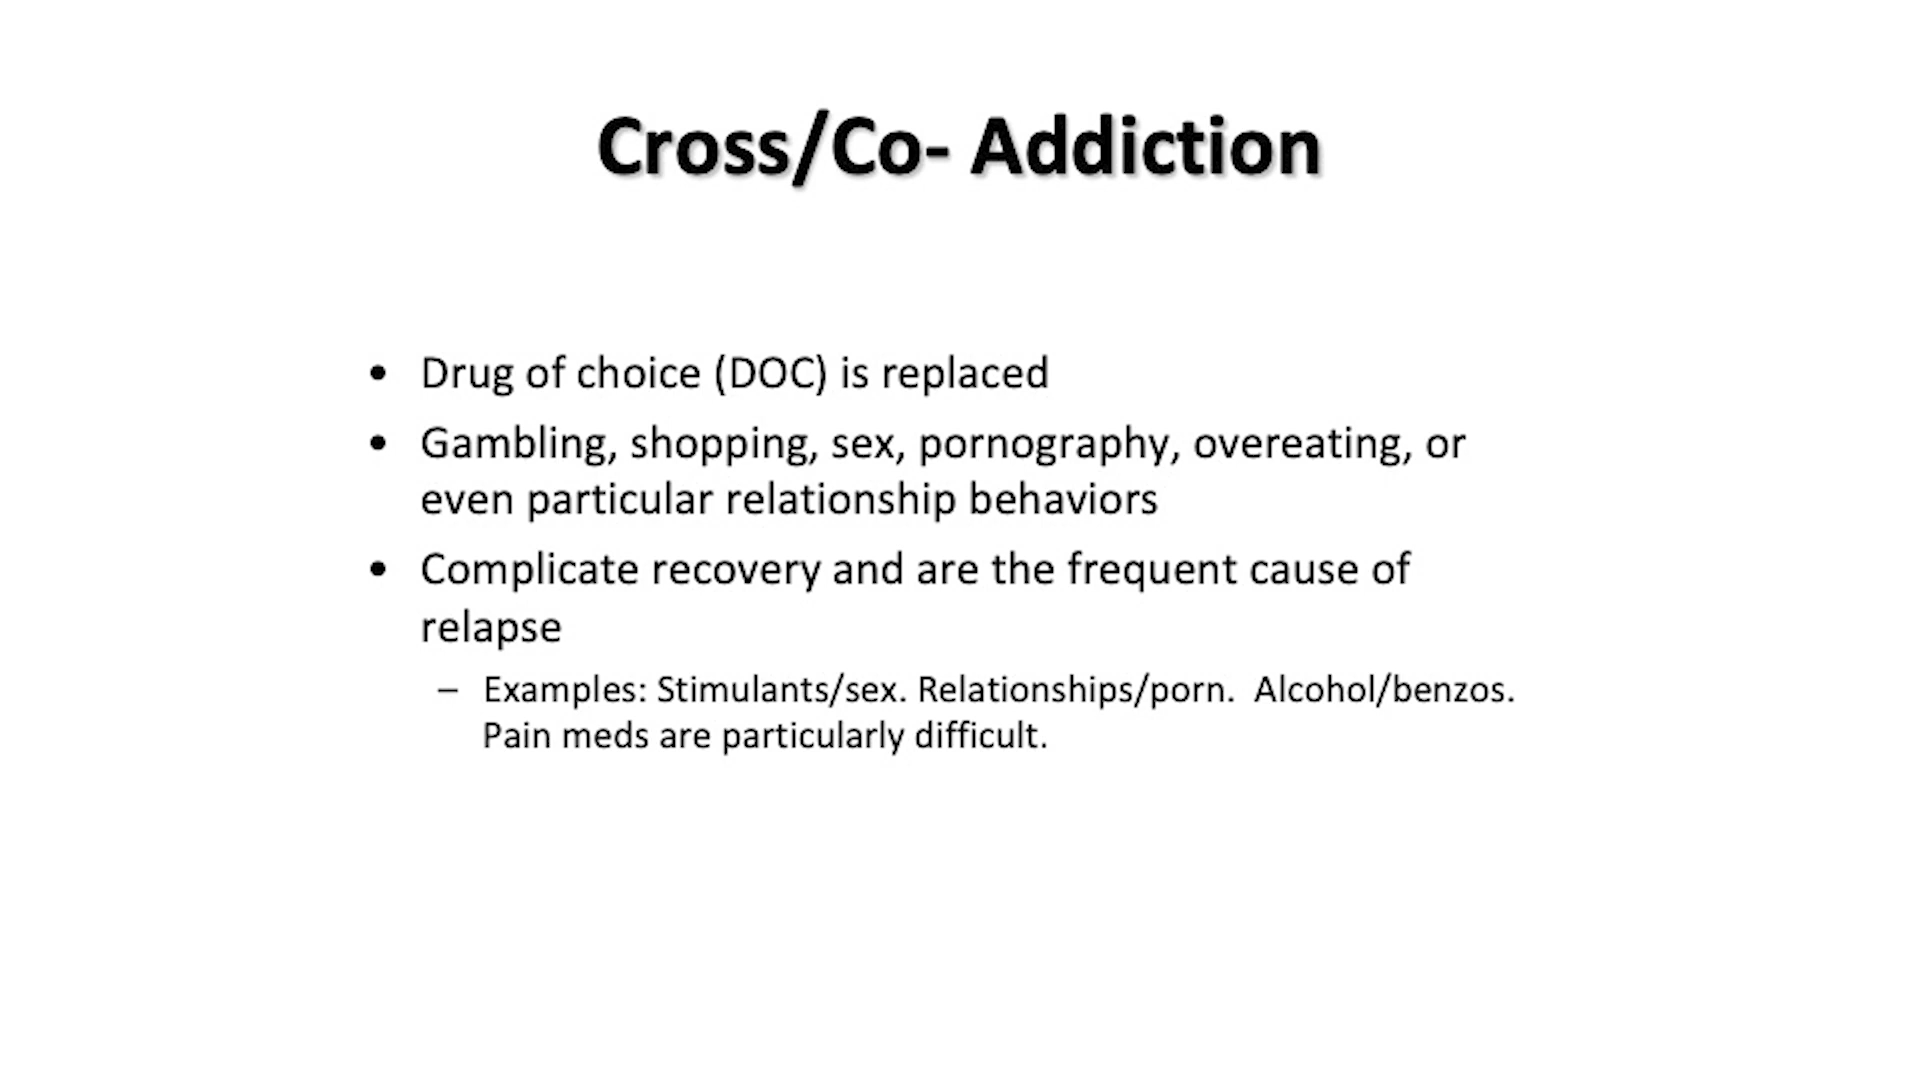 Cross/Co- Addiction
• Drug of choice (DOC) is replaced
• Gambling, shopping, sex, pornography, overeating, or
even particular relationship behaviors
• Complicate recovery and are the frequent cause of
relapse
– Examples: Stimulants/sex. Relationships/porn.  Alcohol/benzos.
Pain meds are particularly difficult.